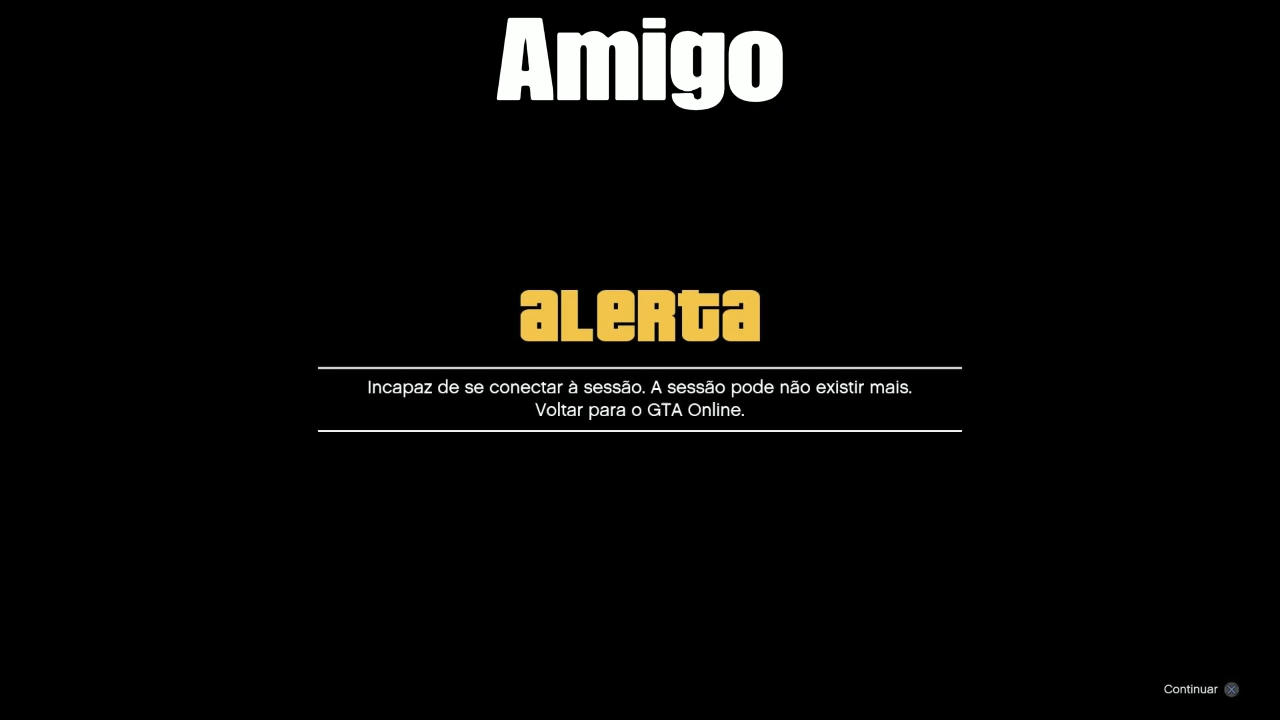 Amigo
aLeRta
Incapaz de se conectar à sessão. A sessão pode não existir mais.
Voltar para o GTA Online.
Continuar